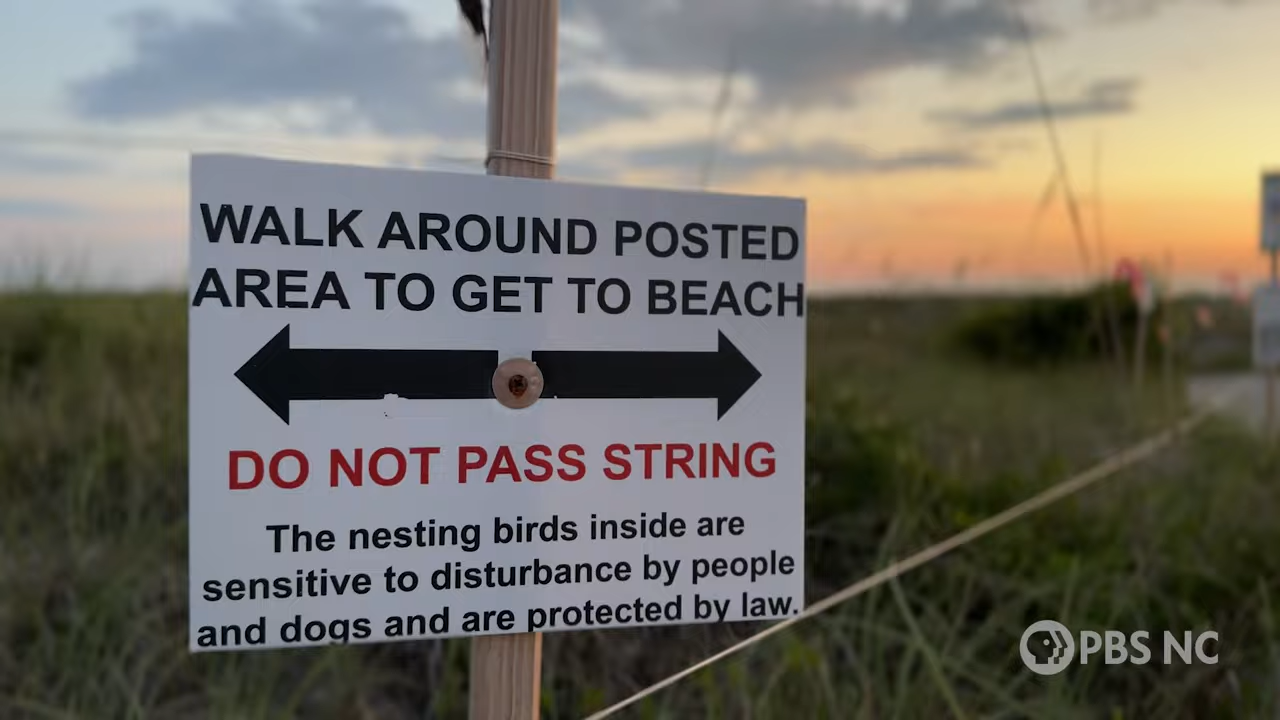 WALK AROUND POSTED
AREA TO GET TO BEACH
DO NOT PASS STRING
The nesting birds inside are
sensitive to disturbance by people
and dogs and are protected by law.
PBS NC